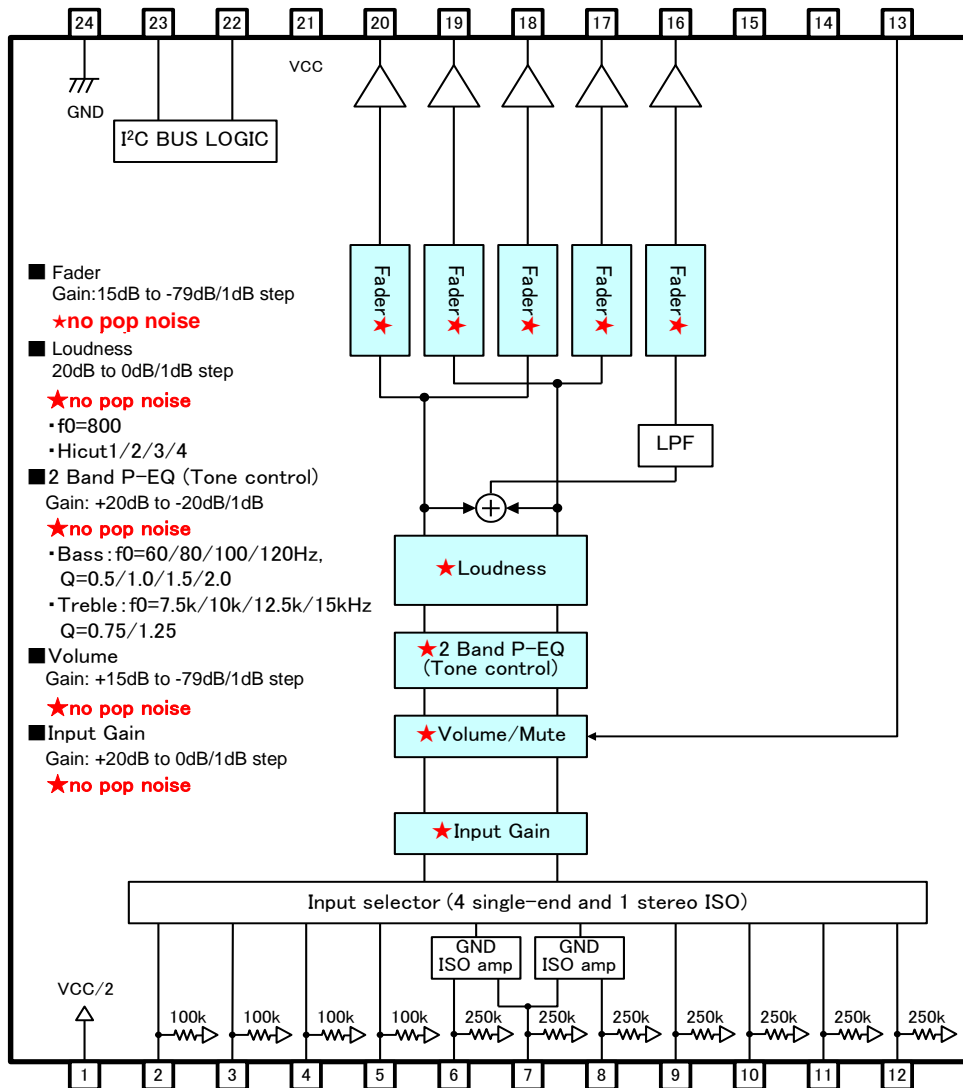 24 23 22 21 20 19 18 17 16 15 14 13
VCC
GND
I²C BUS LOGIC
Fader★ Fader★ Fader★ Fader★ Fader★
■ Fader
Gain:15dB to -79dB/1dB step
★no pop noise
■ Loudness
20dB to 0dB/1dB step
★no pop noise
・f0=800
・Hicut1/2/3/4
■2 Band P-EQ (Tone control)
Gain: +20dB to -20dB/1dB
★no pop noise
・Bass:f0=60/80/100/120Hz,
Q=0.5/1.0/1.5/2.0
・Treble:f0=7.5k/10k/12.5k/15kHz
Q=0.75/1.25
■Volume
Gain: +15dB to -79dB/1dB step
★no pop noise
■Input Gain
Gain: +20dB to 0dB/1dB step
★no pop noise
LPF
★Loudness
★2 Band P-EQ
(Tone control)
★Volume/Mute
★Input Gain
Input selector (4 single-end and 1 stereo ISO)
GND
ISO amp
GND
ISO amp
VCC/2
100k 100k 100k 100k 250k 250k 250k 250k 250k 250k 250k
1 2 3 4 5 6 7 8 9 10 11 12